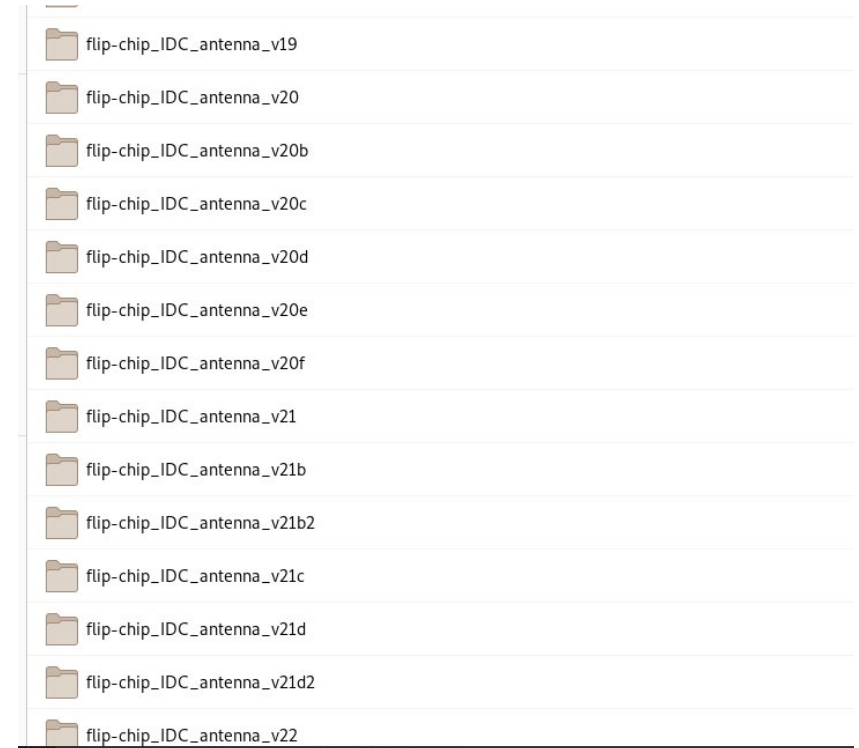 flip-chip_IDC_antenna_v19
flip-chip_IDC_antenna_v20
flip-chip_IDC_antenna_v20b
flip-chip_IDC_antenna_v20c
flip-chip_IDC_antenna_v20d
flip-chip_IDC_antenna_v20e
flip-chip_IDC_antenna_v20f
flip-chip_IDC_antenna_v21
flip-chip_IDC_antenna_v21b
flip-chip_IDC_antenna_v21b2
flip-chip_IDC_antenna_v21c
flip-chip_IDC_antenna_v21d
flip-chip_IDC_antenna_v21d2
flip-chip_IDC_antenna_v22